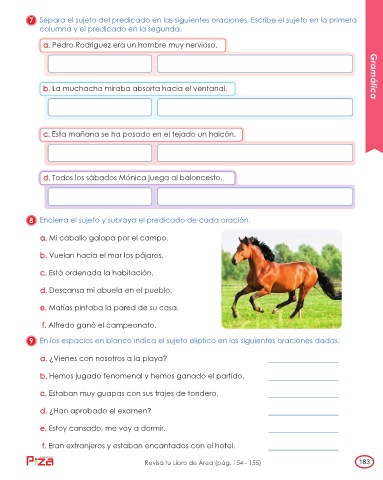 7 Separa el sujeto del predicado en las siguientes oraciones. Escribe el sujeto en la primera
columna y el predicado en la segunda.
a. Pedro Rodríguez era un hombre muy nervioso.
Gramática
b. La muchacha miraba absorta hacia el ventanal.
c. Esta mañana se ha posado en el tejado un halcón.
d. Todos los sábados Mónica juega al baloncesto.
8 Encierra el sujeto y subraya el predicado de cada oración.
a. Mi caballo galopa por el campo.
b. Vuelan hacia el mar los pájaros.
c. Está ordenada la habitación.
d. Descansa mi abuela en el pueblo.
e. Matías pintaba la pared de su casa.
f. Alfredo ganó el campeonato.
9 En los espacios en blanco indica el sujeto elíptico en las siguientes oraciones dadas.
a. ¿Vienes con nosotros a la playa?
b. Hemos jugado fenomenal y hemos ganado el partido.
c. Estaban muy guapas con sus trajes de tondero.
d. ¿Han aprobado el examen?
e. Estoy cansado, me voy a dormir.
f. Eran extranjeros y estaban encantados con el hotel.
Revisa tu Libro de Área (pág. 154 - 155)
183